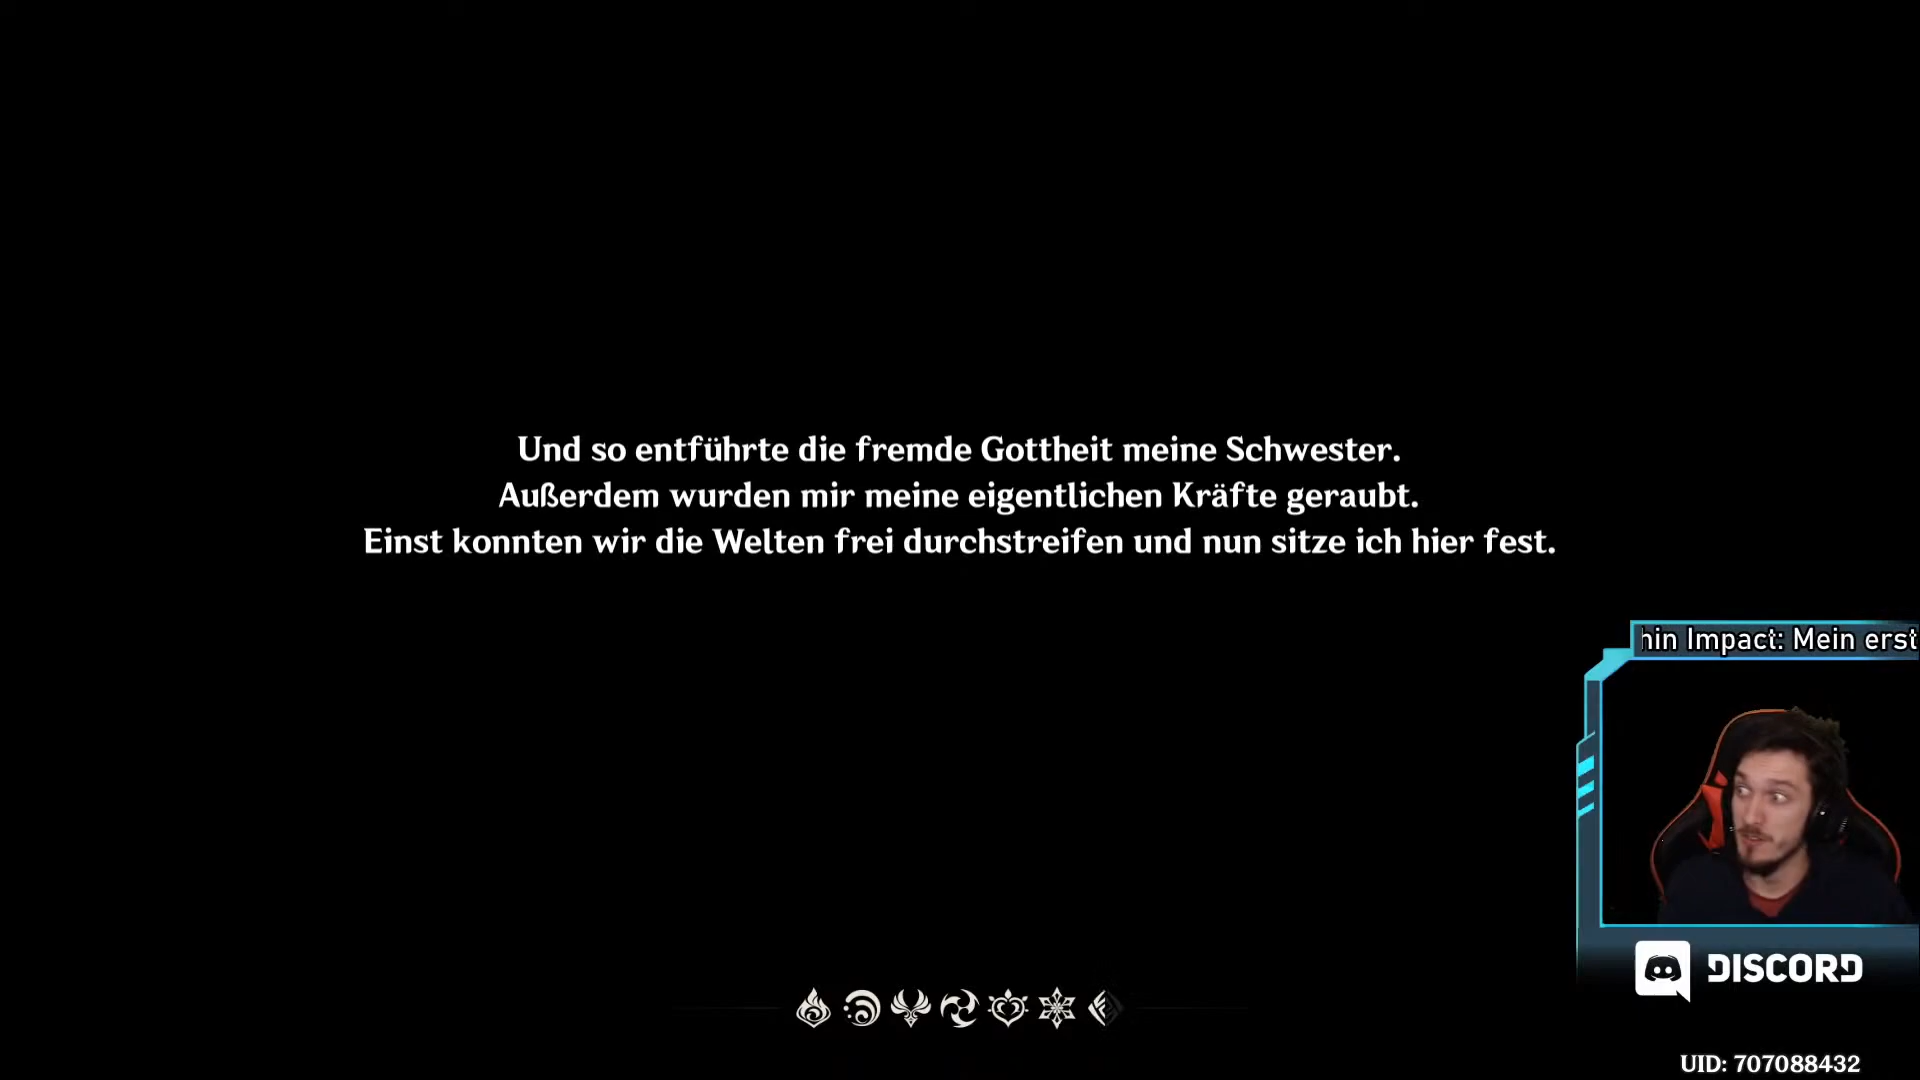 Und so entführte die fremde Gottheit meine Schwester.
Außerdem wurden mir meine eigentlichen Kräfte geraubt.
Einst konnten wir die Welten frei durchstreifen und nun sitze ich hier fest.
hin Impact: Mein erst
DISCORD
UID: 707088432